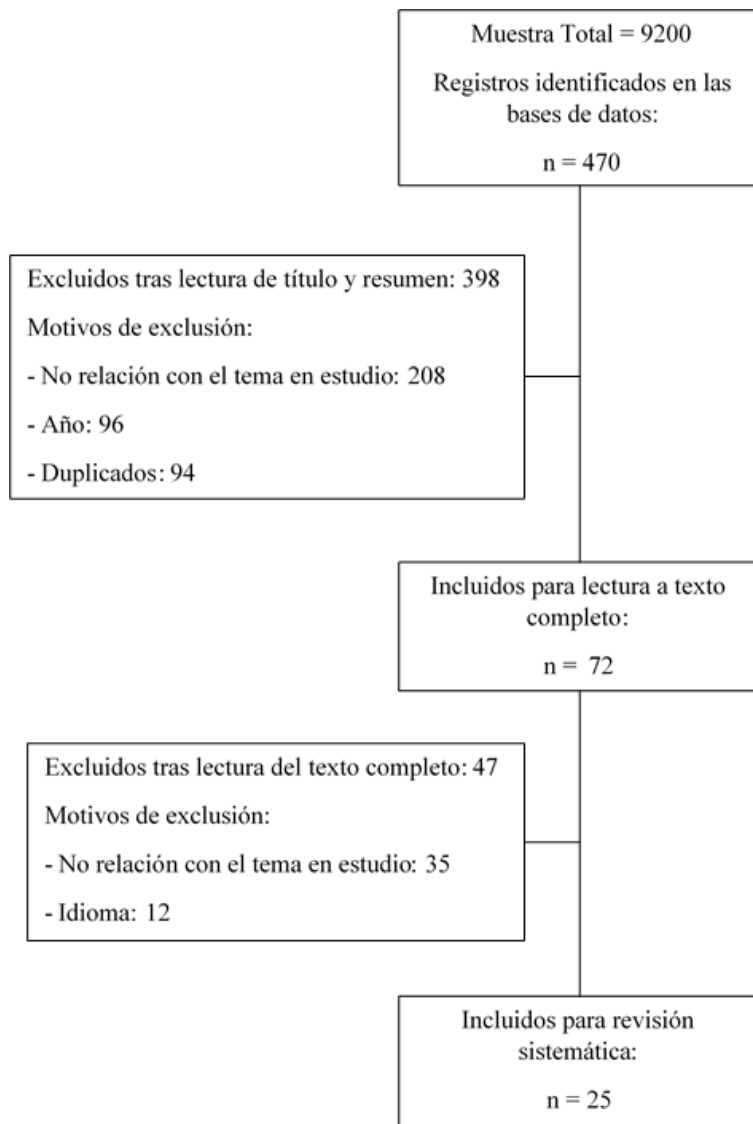 Muestra Total = 9200
Registros identificados en las
bases de datos:
n = 470
Excluidos tras lectura de título y resumen: 398
Motivos de exclusión:
- No relación con el tema en estudio: 208
- Año: 96
- Duplicados: 94
Incluidos para lectura a texto
completo:
n = 72
Excluidos tras lectura del texto completo: 47
Motivos de exclusión:
- No relación con el tema en estudio: 35
- Idioma: 12
Incluidos para revisión
sistemática:
n = 25